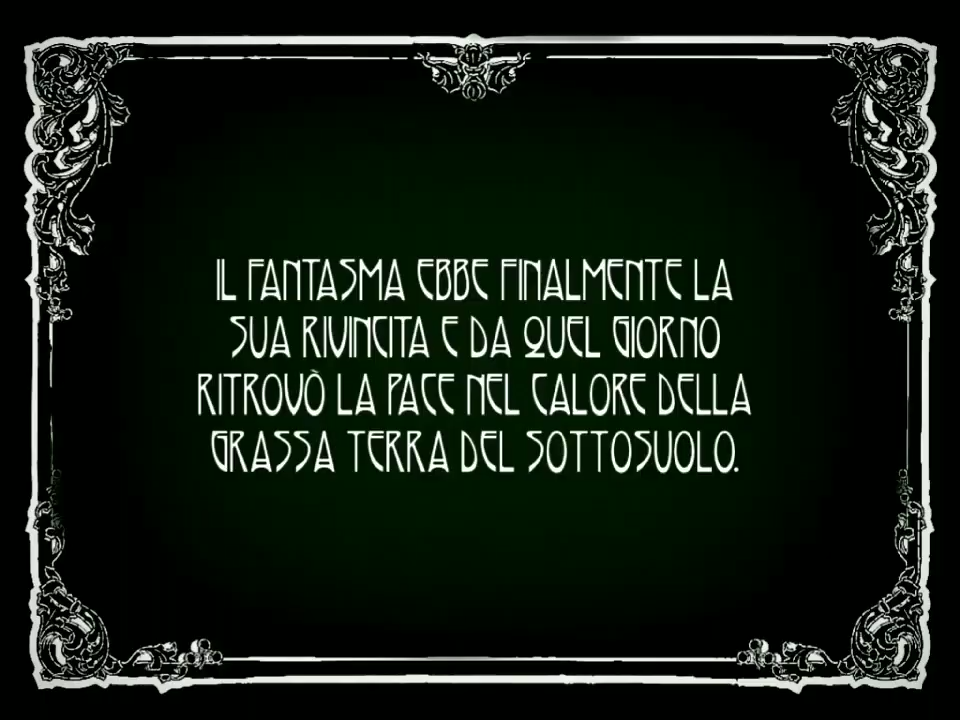 IL FANTASMA EBBE FINALMENTE LA
SUA RIVINCITA E DA QUEL GIORNO
RITROVÒ LA PACE NEL CALORE DELLA
GRASSA TERRA DEL SOTTOSUOLO.